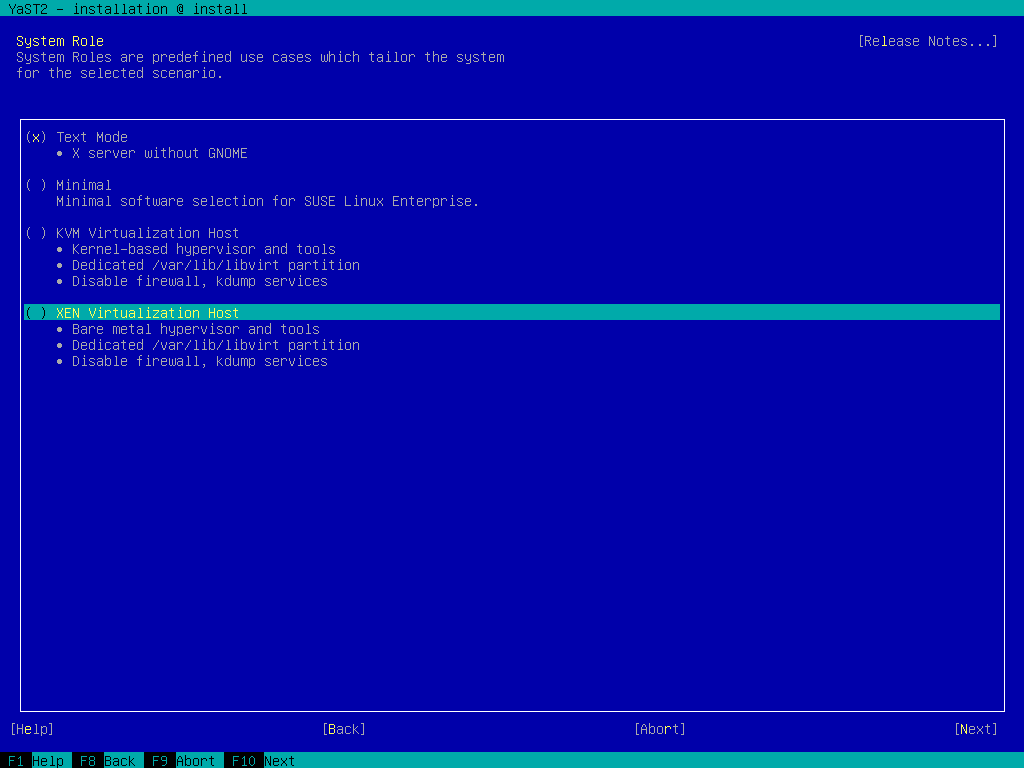 YaST2 - installation @ install
System Role
[Release Notes...]
System Roles are predefined use cases which tailor the system
for the selected scenario.
(x) Text Mode
• X server without GNOME
( ) Minimal
Minimal software selection for SUSE Linux Enterprise.
( ) KVM Virtualization Host
• Kernel-based hypervisor and tools
• Dedicated /var/lib/libvirt partition
• Disable firewall, kdump services
( ) XEN Virtualization Host
• Bare metal hypervisor and tools
• Dedicated /var/lib/libvirt partition
• Disable firewall, kdump services
[Help] [Back] [Abort] [Next]
F1 Help F8 Back F9 Abort F10 Next